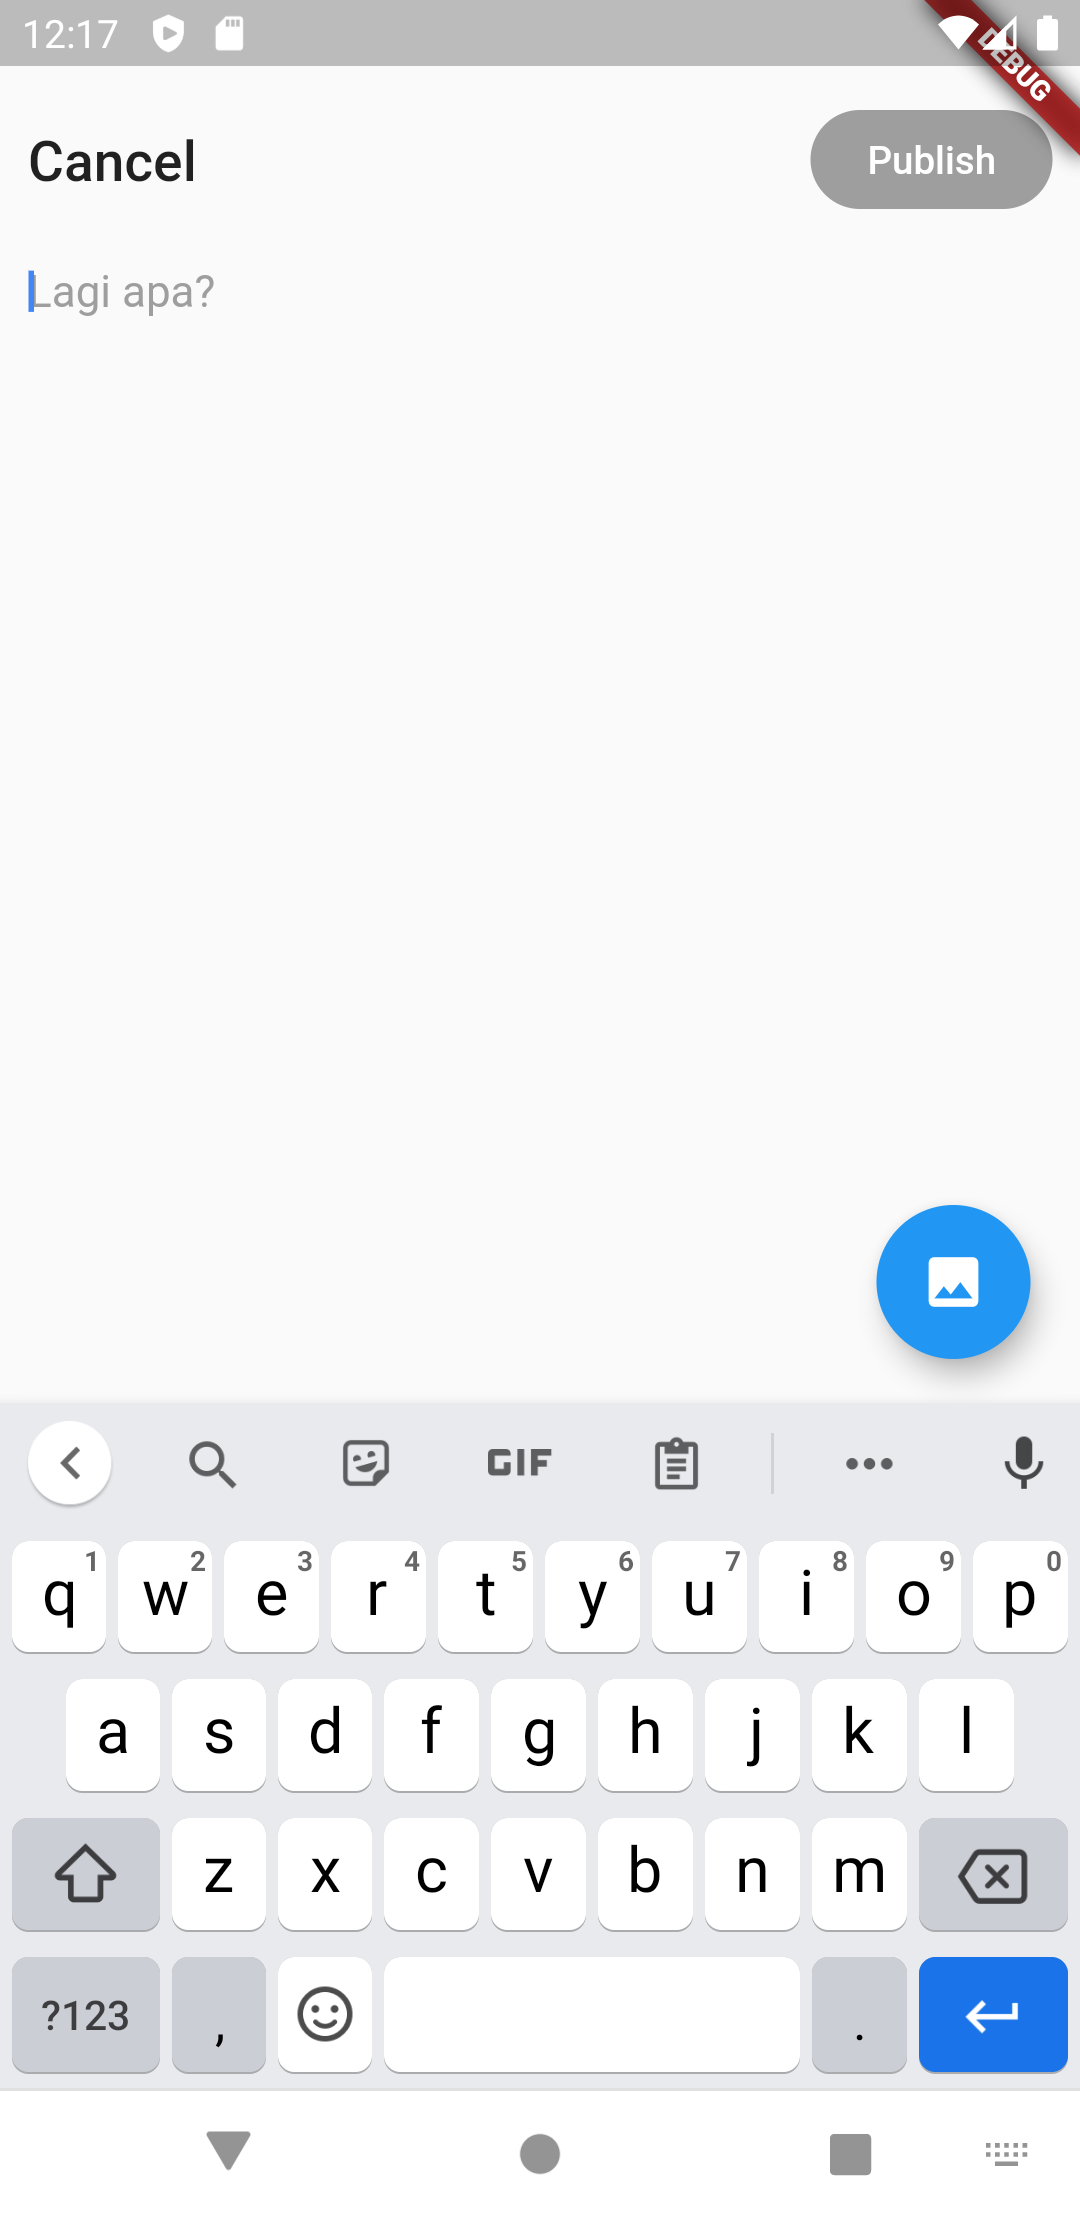 12:17
DEBUG
Cancel
Publish
Lagi apa?
GIF
q 1 w 2 e 3 r 4 t 5 y 6 u 7 i 8 o 9 p 0
a s d f g h j k l
z x c v b n m
?123 , .